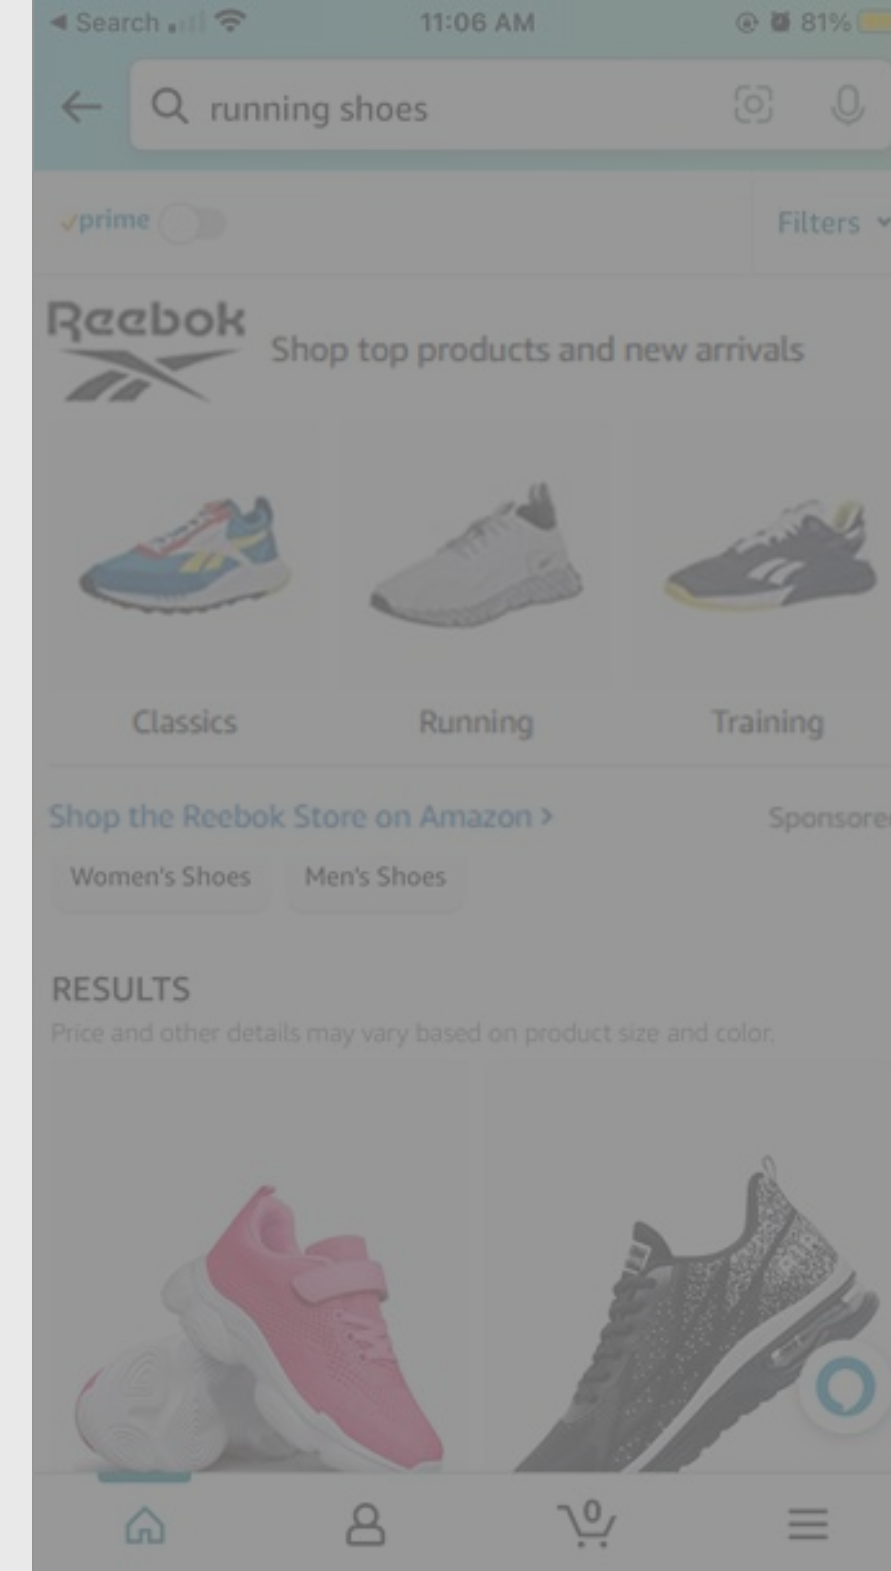 Search
11:06 AM
81%
running shoes
prime
Filters
Reebok
Shop top products and new arrivals
Classics
Running
Training
Shop the Reebok Store on Amazon
Sponsore
Women's Shoes
Men's Shoes
RESULTS
Price and other details may vary based on product size and color.
0